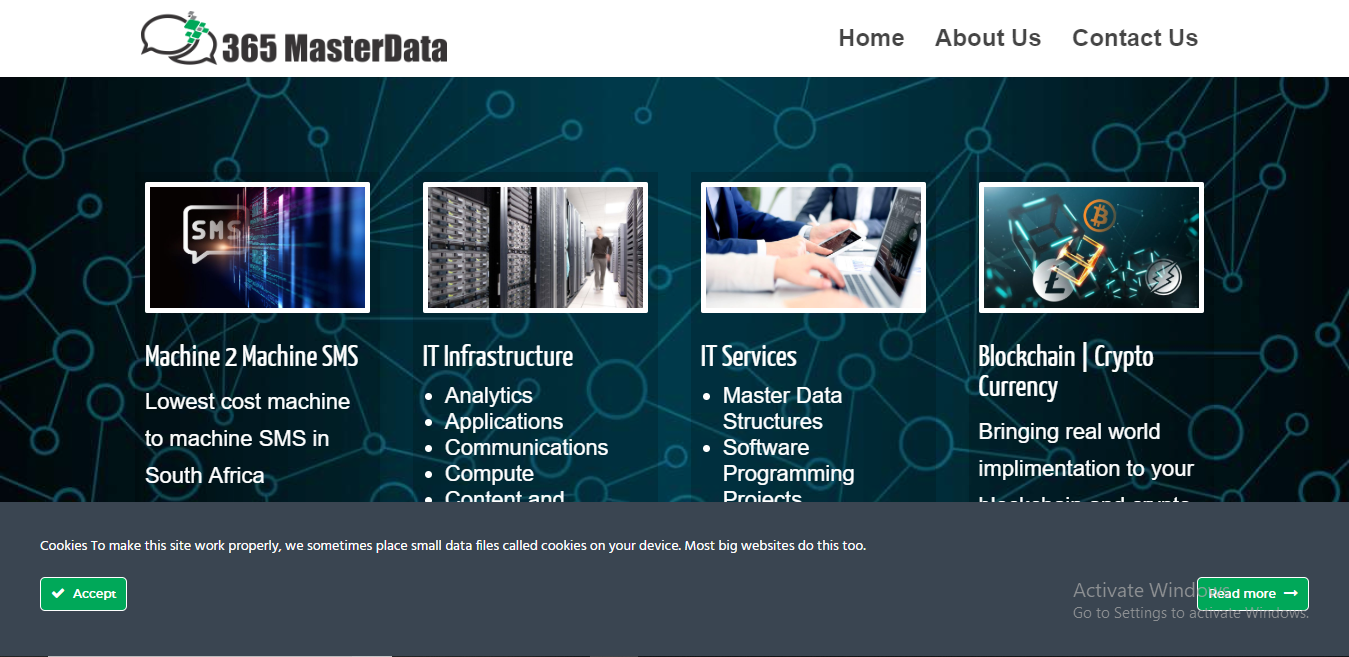 365 MasterData
Home About Us Contact Us
SMS
Machine 2 Machine SMS
Lowest cost machine
to machine SMS in
South Africa
IT Infrastructure
Analytics
Applications
Communications
Compute
Content and
IT Services
Master Data
Structures
Software
Programming
Projects
Blockchain | Crypto
Currency
Bringing real world
implimentation to your
blockchain and crypto
Cookies To make this site work properly, we sometimes place small data files called cookies on your device. Most big websites do this too.
Accept
Read more
Activate Windows
Go to Settings to activate Windows.